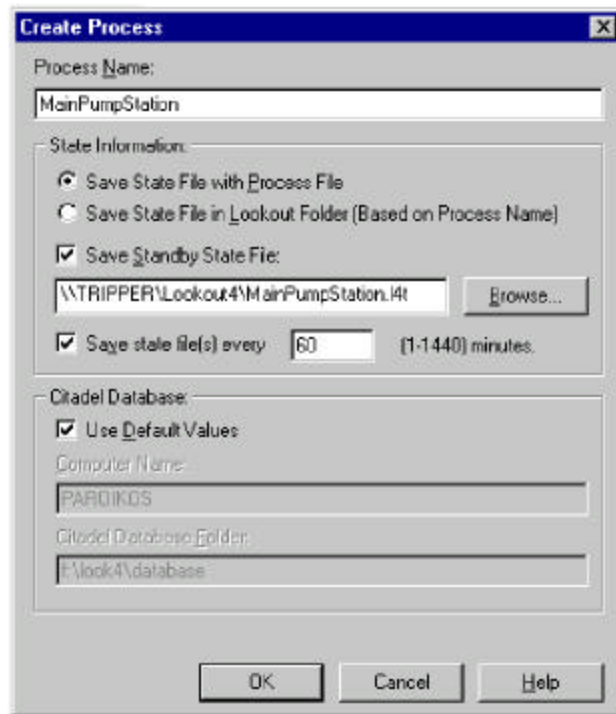 Create Process
Process Name:
MainPumpStation
State Information:
Save State File with Process File
Save State File in Lookout Folder (Based on Process Name)
Save Standby State File:
\\TRIPPER\Lookout4\MainPumpStation.l4t Browse...
Save state file(s) every 60 (1-1440) minutes.
Citadel Database:
Use Default Values
Computer Name:
PAROIKOS
Citadel Database Folder:
f:\look4\database
OK Cancel Help